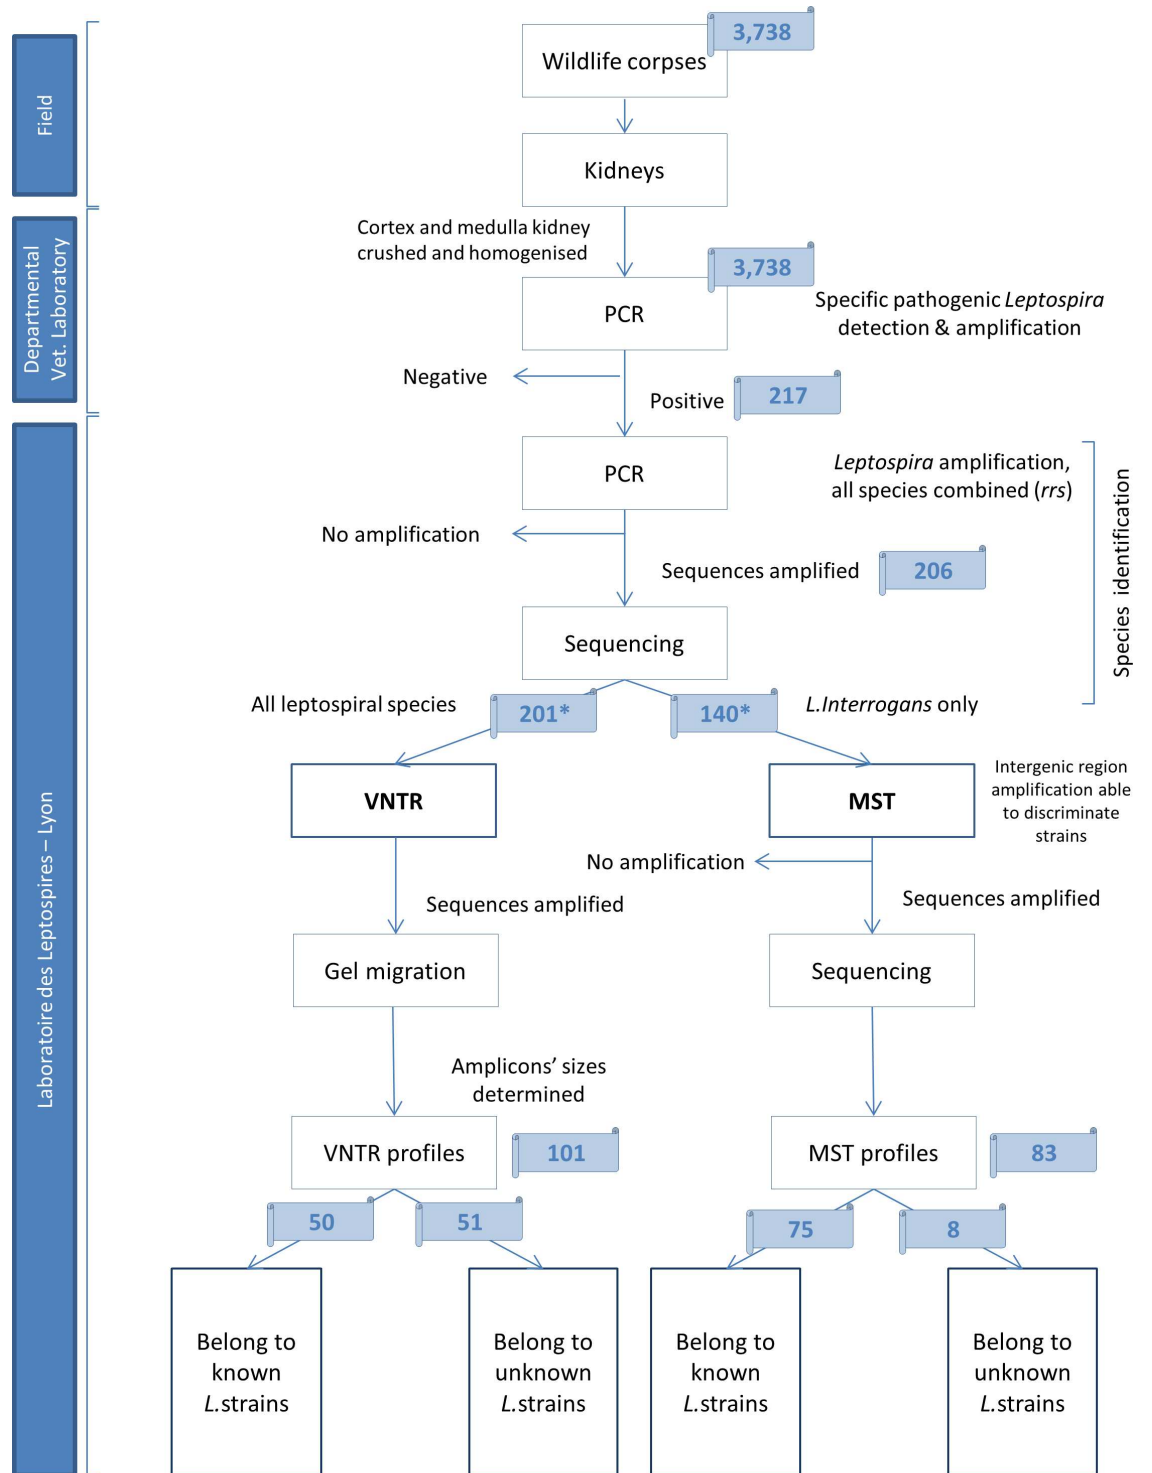 3,738
Wildlife corpses
Field
Kidneys
Cortex and medulla kidney
crushed and homogenised
3,738
Departmental
Vet. Laboratory
PCR
Specific pathogenic Leptospira
detection & amplification
Negative
Positive
217
PCR
Leptospira amplification,
all species combined (rrs)
No amplification
Sequences amplified
206
Species identification
Sequencing
All leptospiral species
201*
140*
L.Interrogans only
VNTR
MST
Intergenic region
amplification able
to discriminate
strains
No amplification
Sequences amplified
Sequences amplified
Laboratoire des Leptospires – Lyon
Gel migration
Sequencing
Amplicons’ sizes
determined
VNTR profiles
101
MST profiles
83
50
51
75
8
Belong to
known
L.strains
Belong to
unknown
L.strains
Belong to
known
L.strains
Belong to
unknown
L.strains